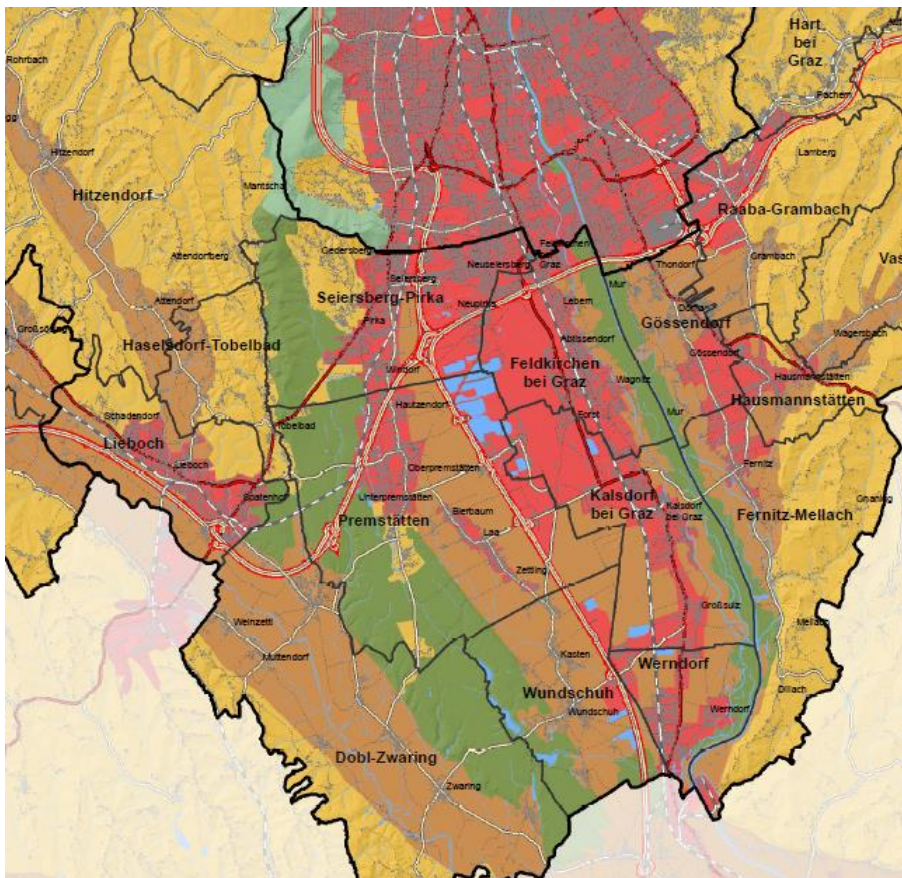 Hart
bei
Graz
Rohrbach
Pachern
Hitzendorf
Lamberg
Hitzendorf
Mantscha
Raaba-Grambach
Attendorfberg
Gedersberg
Feldkirchen
Graz
Neuseiersberg
Seiersberg
Thondorf
Grambach
Mur
Attendorf
Seiersberg-Pirka
Neupirka
Lebern
Gössendorf
Pirka
Haselsdorf-Tobelbad
Abtissendorf
Wagersbach
Gössendorf
Windorf
Feldkirchen
bei Graz
Wagnitz
Hausmannstätten
Hautzendorf
Hausmannstätten
Schadendorf
Tobelbad
Forst
Mur
Lieboch
Lieboch
Oberpremstätten
Fernitz
Spatenhof
Unterpremstätten
Kalsdorf
bei Graz
Kalsdorf
bei Graz
Gnaning
Premstätten
Bierbaum
Laa
Fernitz-Mellach
Zettling
Großsulz
Weinzettl
Mellach
Muttendorf
Kasten
Werndorf
Wundschuh
Dillach
Wundschuh
Werndorf
Dobl-Zwaring
Zwaring